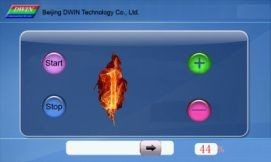 DWIN Beijing DWIN Technology Co., Ltd.
Start
+
Stop
−
44 %